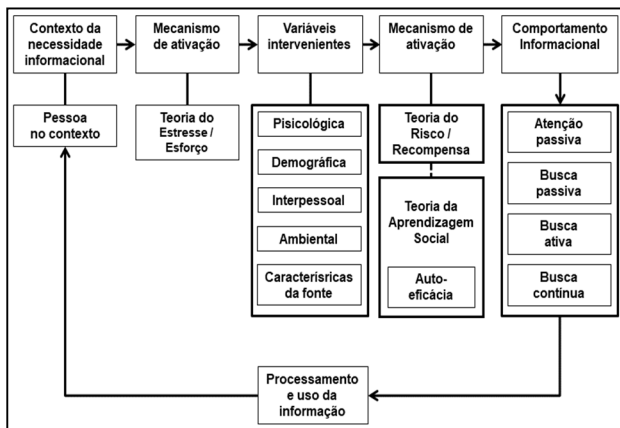 Contexto da
necessidade
informacional
Mecanismo
de ativação
Variáveis
intervenientes
Mecanismo de
ativação
Comportamento
Informacional
Pessoa
no contexto
Teoria do
Estresse /
Esforço
Pisicológica
Demográfica
Interpessoal
Ambiental
Caracterísricas
da fonte
Teoria do
Risco /
Recompensa
Teoria da
Aprendizagem
Social
Auto-
eficácia
Atenção
passiva
Busca
passiva
Busca
ativa
Busca
contínua
Processamento
e uso da
informação